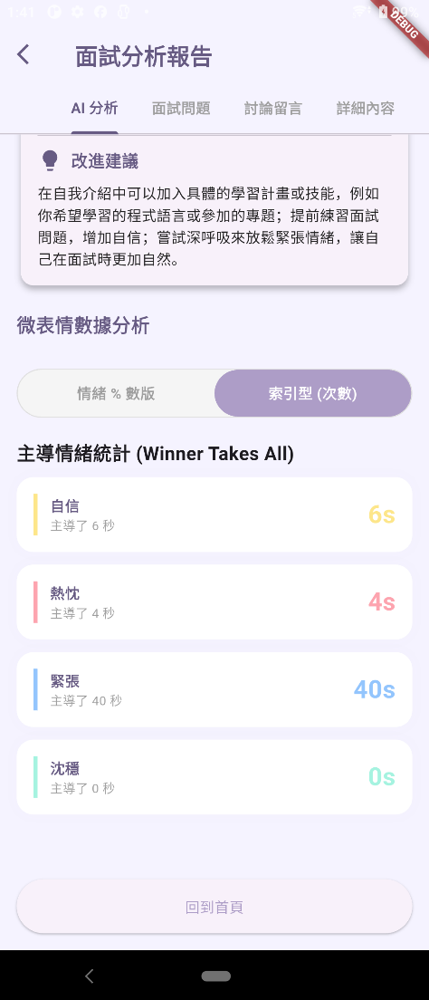 1:41
DEBUG
面試分析報告
AI 分析
面試問題
討論留言
詳細內容
改進建議
在自我介紹中可以加入具體的學習計畫或技能，例如
你希望學習的程式語言或參加的專題；提前練習面試
問題，增加自信；嘗試深呼吸來放鬆緊張情緒，讓自
己在面試時更加自然。
微表情數據分析
情緒 % 數版
索引型 (次數)
主導情緒統計 (Winner Takes All)
自信
主導了 6 秒
6s
熱忱
主導了 4 秒
4s
緊張
主導了 40 秒
40s
沈穩
主導了 0 秒
0s
回到首頁